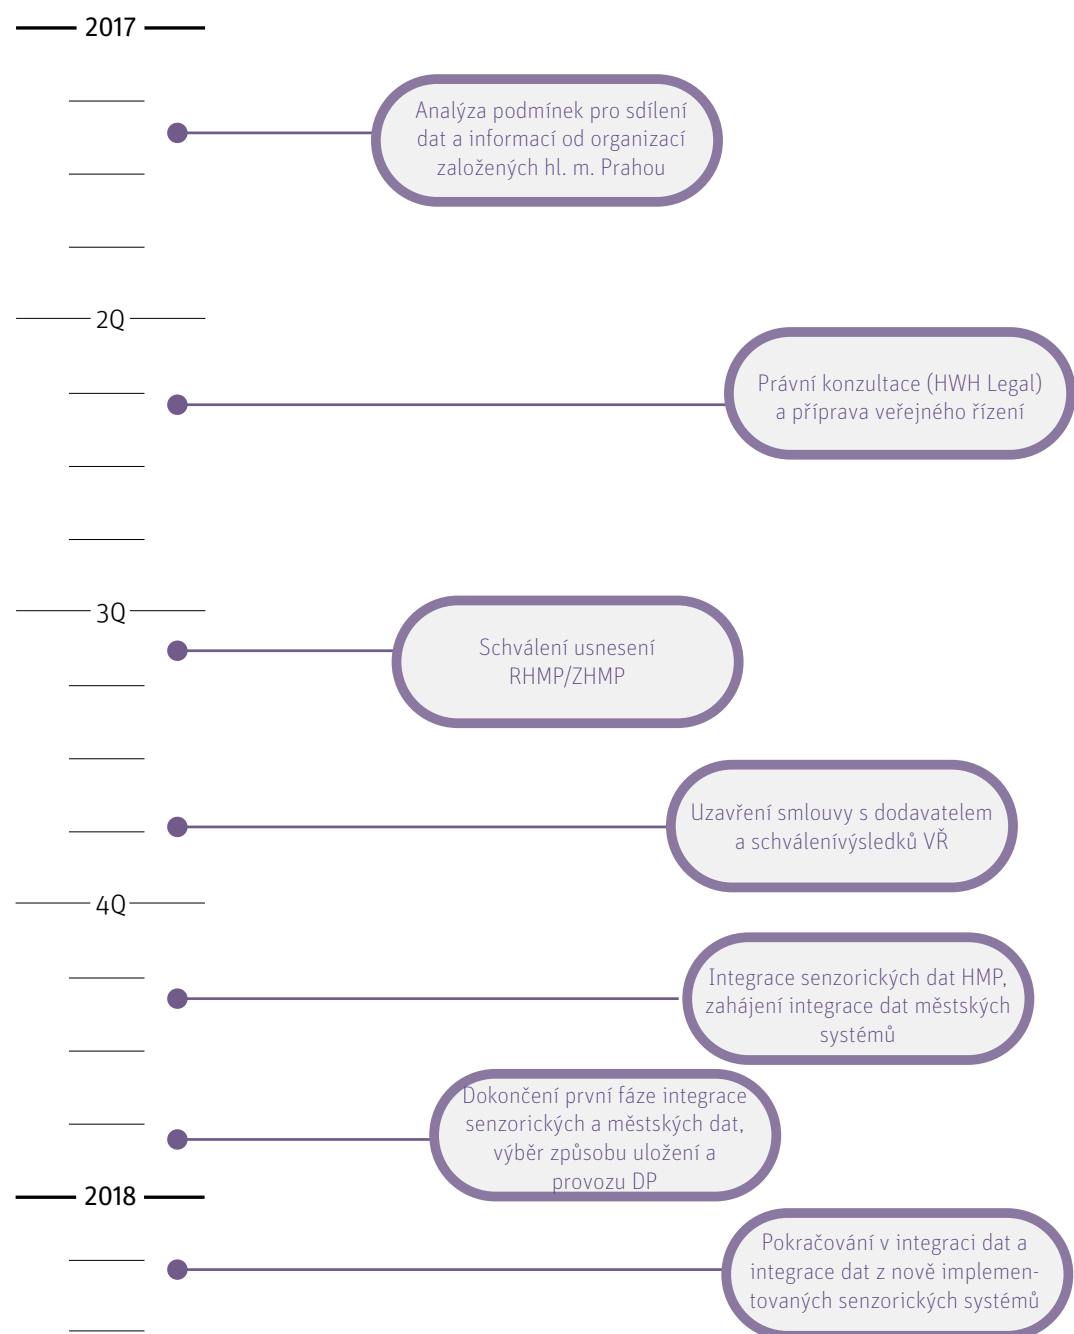 2017
Analýza podmínek pro sdílení
dat a informací od organizací
založených hl. m. Prahou
2Q
Právní konzultace (HWH Legal)
a příprava veřejného řízení
3Q
Schválení usnesení
RHMP/ZHMP
Uzavření smlouvy s dodavatelem
a schválenívýsledků VŘ
4Q
Integrace senzorických dat HMP,
zahájení integrace dat městských
systémů
Dokončení první fáze integrace
senzorických a městských dat,
výběr způsobu uložení a
provozu DP
2018
Pokračování v integraci dat a
integrace dat z nově implemen-
tovaných senzorických systémů